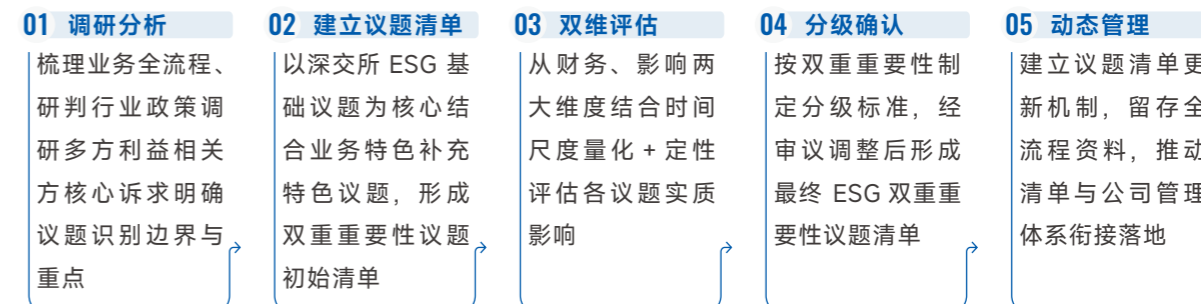 01 调研分析
梳理业务全流程、
研判行业政策调
研多方利益相关
方核心诉求明确
议题识别边界与
重点
02 建立议题清单
以深交所 ESG 基
础议题为核心结
合业务特色补充
特色议题，形成
双重重要性议题
初始清单
03 双维评估
从财务、影响两
大维度结合时间
尺度量化 + 定性
评估各议题实质
影响
04 分级确认
按双重重要性制
定分级标准，经
审议调整后形成
最终 ESG 双重重
要性议题清单
05 动态管理
建立议题清单更
新机制，留存全
流程资料，推动
清单与公司管理
体系衔接落地